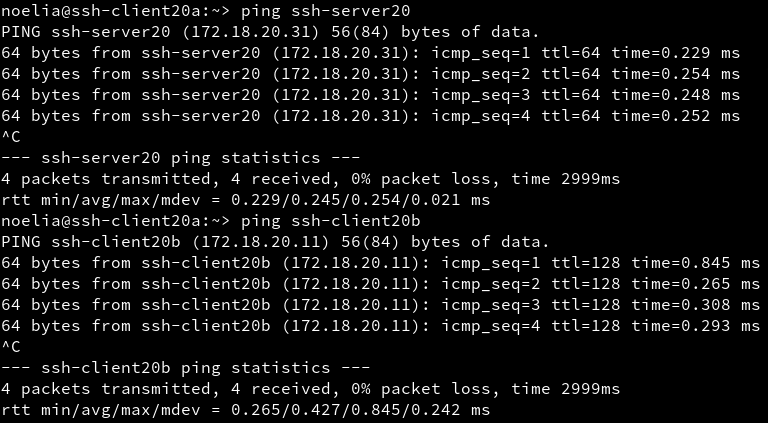 noelia@ssh-client20a:~> ping ssh-server20
PING ssh-server20 (172.18.20.31) 56(84) bytes of data.
64 bytes from ssh-server20 (172.18.20.31): icmp_seq=1 ttl=64 time=0.229 ms
64 bytes from ssh-server20 (172.18.20.31): icmp_seq=2 ttl=64 time=0.254 ms
64 bytes from ssh-server20 (172.18.20.31): icmp_seq=3 ttl=64 time=0.248 ms
64 bytes from ssh-server20 (172.18.20.31): icmp_seq=4 ttl=64 time=0.252 ms
^C
--- ssh-server20 ping statistics ---
4 packets transmitted, 4 received, 0% packet loss, time 2999ms
rtt min/avg/max/mdev = 0.229/0.245/0.254/0.021 ms
noelia@ssh-client20a:~> ping ssh-client20b
PING ssh-client20b (172.18.20.11) 56(84) bytes of data.
64 bytes from ssh-client20b (172.18.20.11): icmp_seq=1 ttl=128 time=0.845 ms
64 bytes from ssh-client20b (172.18.20.11): icmp_seq=2 ttl=128 time=0.265 ms
64 bytes from ssh-client20b (172.18.20.11): icmp_seq=3 ttl=128 time=0.308 ms
64 bytes from ssh-client20b (172.18.20.11): icmp_seq=4 ttl=128 time=0.293 ms
^C
--- ssh-client20b ping statistics ---
4 packets transmitted, 4 received, 0% packet loss, time 2999ms
rtt min/avg/max/mdev = 0.265/0.427/0.845/0.242 ms